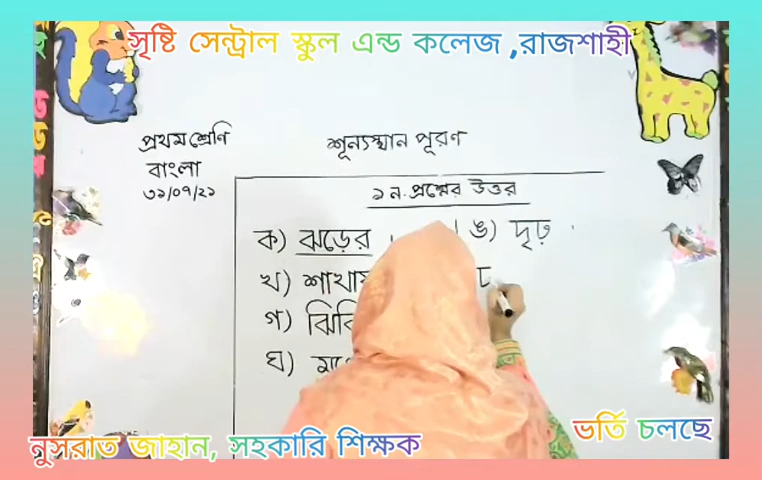 সৃষ্টি সেন্ট্রাল স্কুল এন্ড কলেজ ,রাজশাহী
প্রথম শ্রেণি
বাংলা
৩১/০৭/২১
শূন্যস্থান পূরণ
১ ন. প্রশ্নের উত্তর
ক) ঝড়ের
ঙ) দৃঢ়
খ)
গ)
ঘ)
নুসরাত জাহান, সহকারি শিক্ষক
ভর্তি চলছে